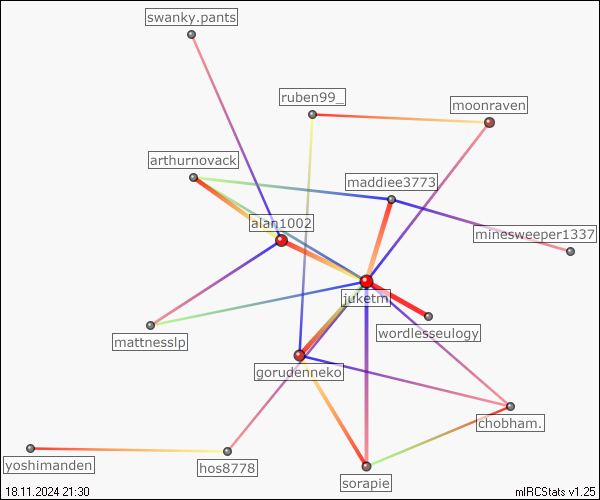 swanky.pants
ruben99_
moonraven
arthurnovack
maddiee3773
alan1002
minesweeper1337
juketm
wordlesseulogy
mattnesslp
gorudenneko
chobham.
yoshimanden
hos8778
sorapie
18.11.2024 21:30
mIRCStats v1.25